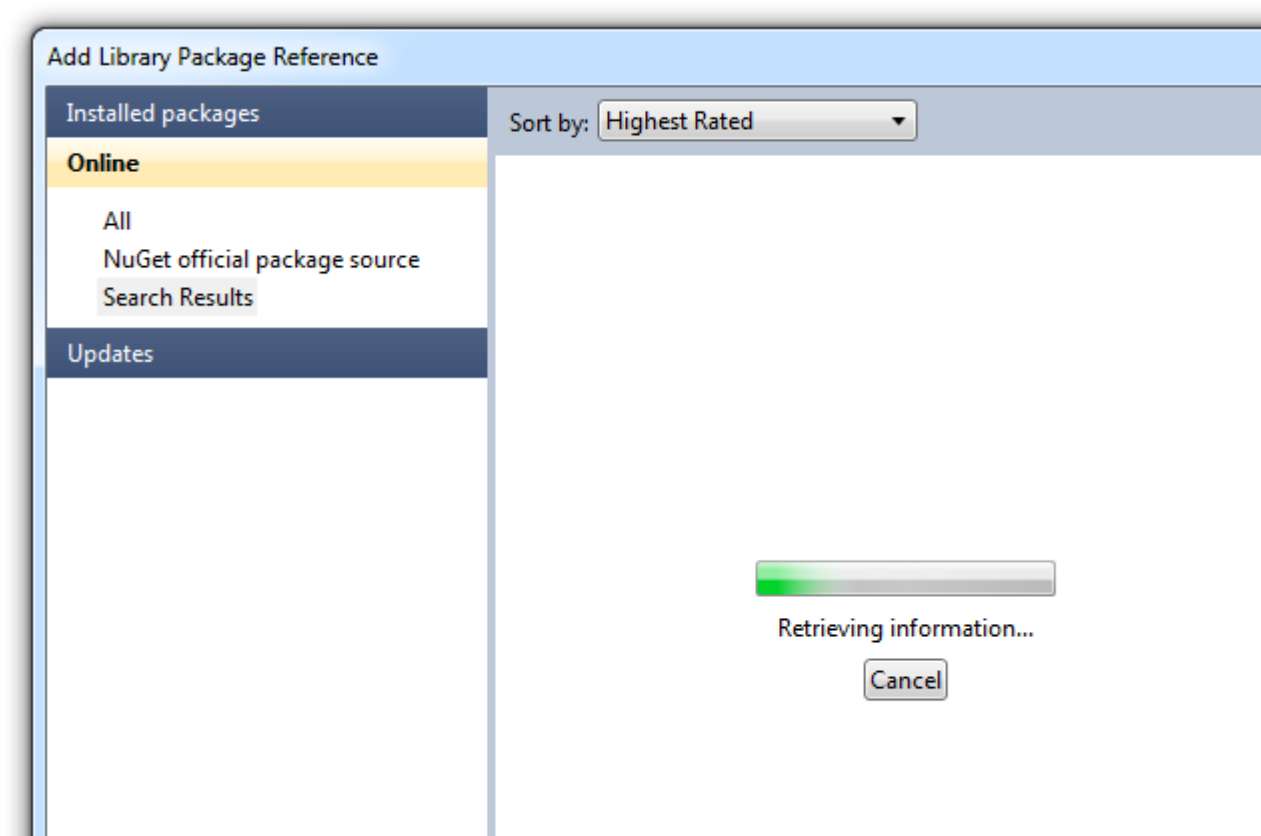 Add Library Package Reference
Installed packages
Online
All
NuGet official package source
Search Results
Updates
Sort by: Highest Rated
Retrieving information...
Cancel